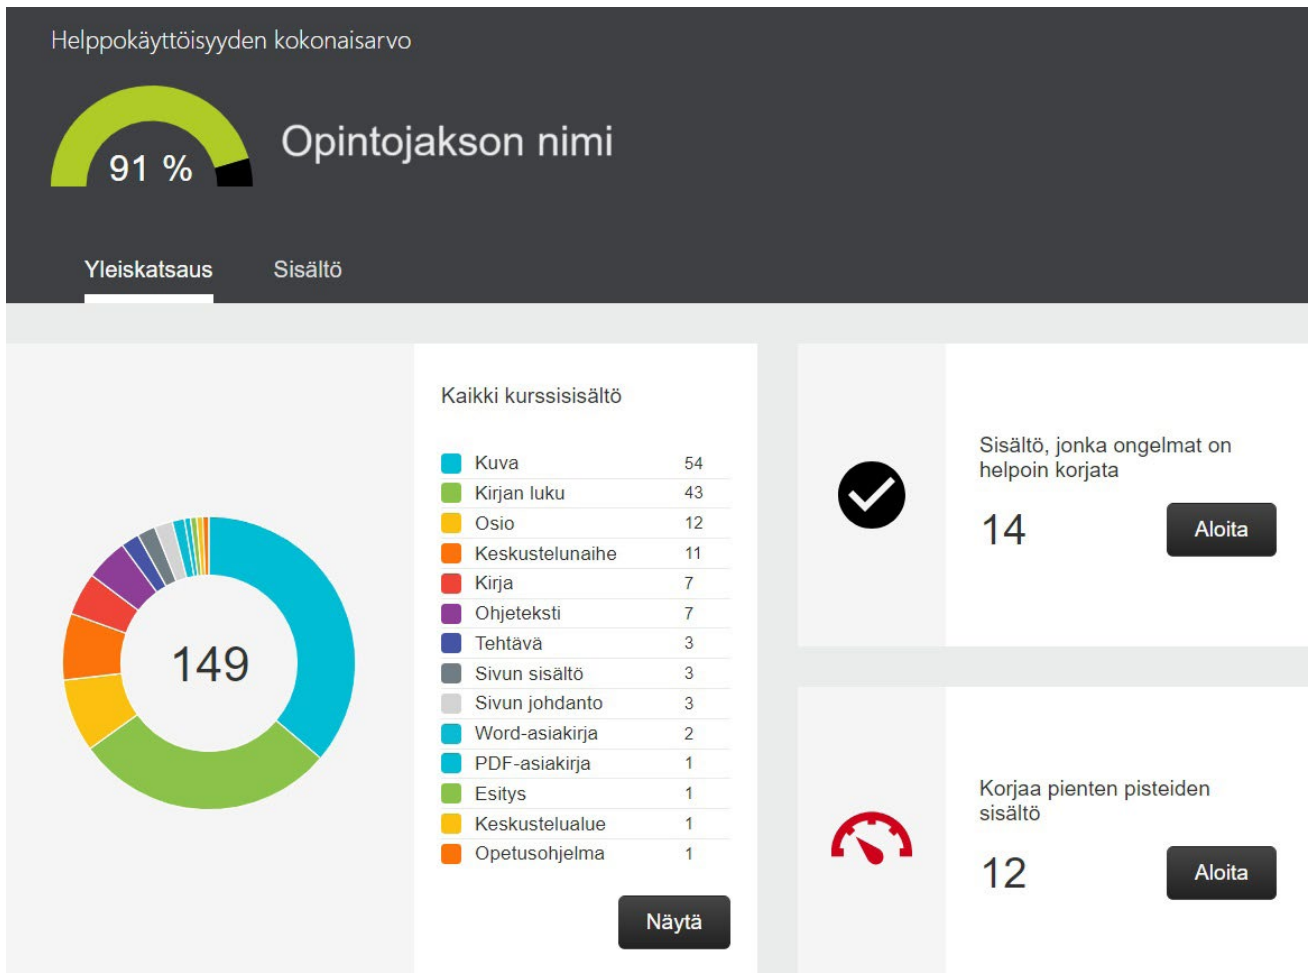 Helppokäyttöisyyden kokonaisarvo
91 %
Opintojakson nimi
Yleiskatsaus
Sisältö
149
Kaikki kurssisisältö
Kuva 54
Kirjan luku 43
Osio 12
Keskustelunaihe 11
Kirja 7
Ohjeteksti 7
Tehtävä 3
Sivun sisältö 3
Sivun johdanto 3
Word-asiakirja 2
PDF-asiakirja 1
Esitys 1
Keskustelualue 1
Opetusohjelma 1
Näytä
Sisältö, jonka ongelmat on
helpoin korjata
14
Aloita
Korjaa pienten pisteiden
sisältö
12
Aloita